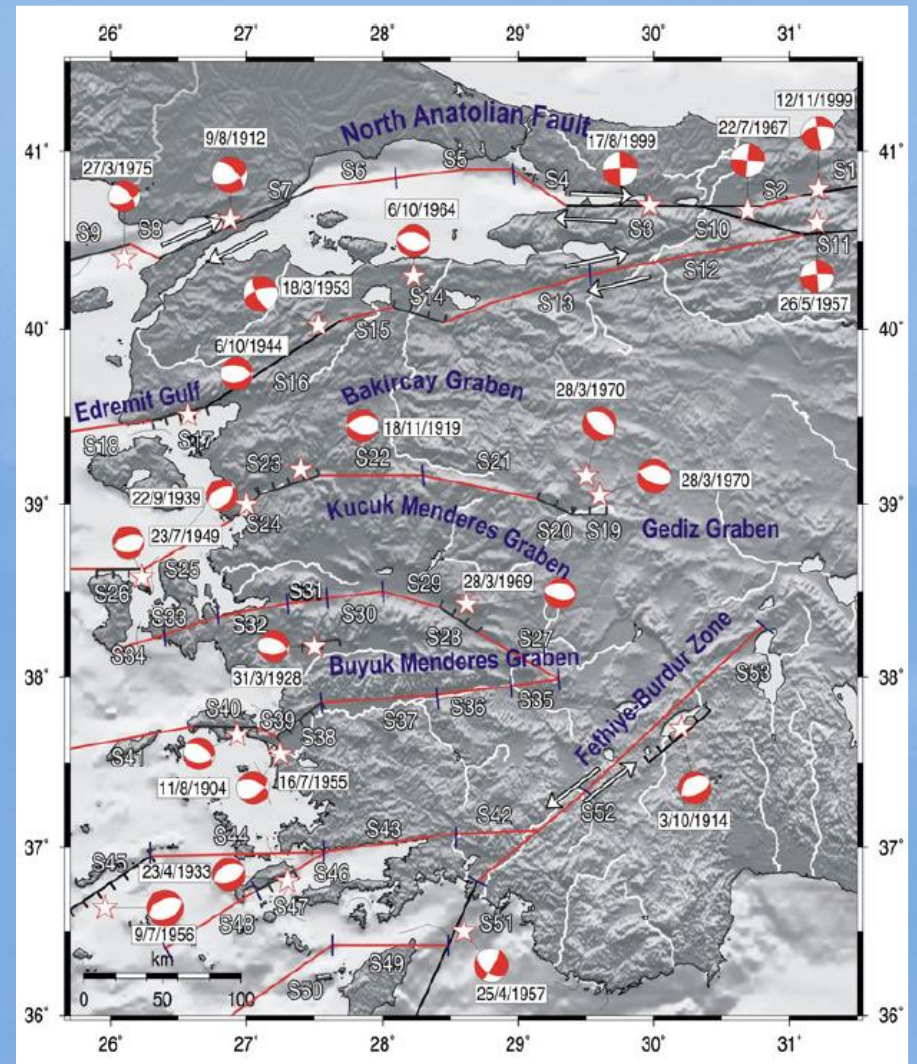 26° 27° 28° 29° 30° 31°
12/11/1999
North Anatolian Fault
9/8/1912
17/8/1999
22/7/1967
41°
27/3/1975
S5
S6
S4
S1
S7
S2
6/10/1964
S9
S8
S3
S10
S11
S12
18/3/1953
S14
S13
26/5/1957
40°
S15
6/10/1944
S16
Bakircay Graben
28/3/1970
Edremit Gulf
S17
18/11/1919
S18
S23
S22
S21
28/3/1970
22/9/1939
39°
S24
Kucuk Menderes Graben
S20
S19
Gediz Graben
23/7/1949
S25
S26
S31
S29
28/3/1969
S30
S33
S32
S28
S27
S34
38°
31/3/1928
Buyuk Menderes Graben
S35
S53
S36
S37
Fethiye-Burdur Zone
S40
S39
S38
S41
16/7/1955
11/8/1904
S52
3/10/1914
S42
S43
S44
37°
S45
23/4/1933
S46
S47
S48
S51
9/7/1956
km
S49
0 50 100
S50
25/4/1957
36°
26° 27° 28° 29° 30° 31°